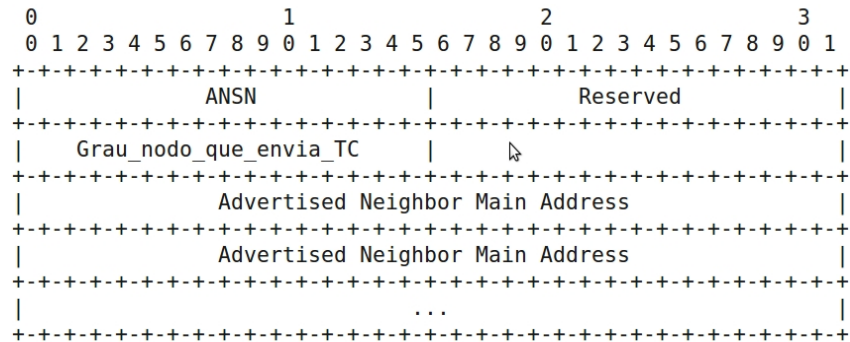 0                   1                   2                   3
0 1 2 3 4 5 6 7 8 9 0 1 2 3 4 5 6 7 8 9 0 1 2 3 4 5 6 7 8 9 0 1
+-+-+-+-+-+-+-+-+-+-+-+-+-+-+-+-+-+-+-+-+-+-+-+-+-+-+-+-+-+-+-+-+
|              ANSN             |           Reserved            |
+-+-+-+-+-+-+-+-+-+-+-+-+-+-+-+-+-+-+-+-+-+-+-+-+-+-+-+-+-+-+-+-+
|    Grau_nodo_que_envia_TC     |                               |
+-+-+-+-+-+-+-+-+-+-+-+-+-+-+-+-+-+-+-+-+-+-+-+-+-+-+-+-+-+-+-+-+
|               Advertised Neighbor Main Address                |
+-+-+-+-+-+-+-+-+-+-+-+-+-+-+-+-+-+-+-+-+-+-+-+-+-+-+-+-+-+-+-+-+
|               Advertised Neighbor Main Address                |
+-+-+-+-+-+-+-+-+-+-+-+-+-+-+-+-+-+-+-+-+-+-+-+-+-+-+-+-+-+-+-+-+
|                              ...                              |
+-+-+-+-+-+-+-+-+-+-+-+-+-+-+-+-+-+-+-+-+-+-+-+-+-+-+-+-+-+-+-+-+